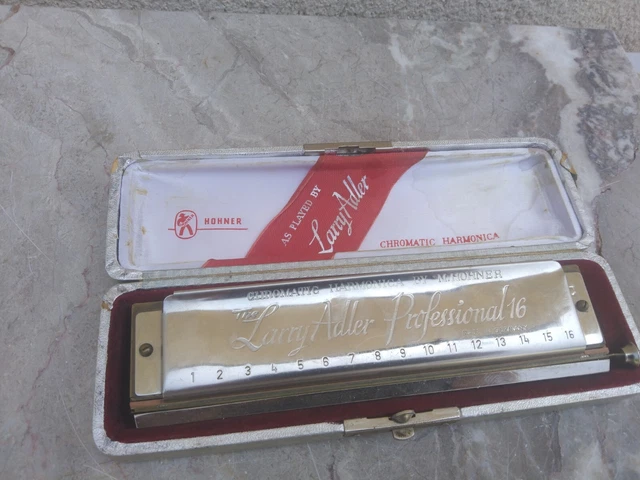 HOHNER
AS PLAYED BY
Larry Adler
CHROMATIC HARMONICA
CHROMATIC HARMONICA BY M.HOHNER
The Larry Adler Professional 16
1 2 3 4 5 6 7 8 9 10 11 12 13 14 15 16